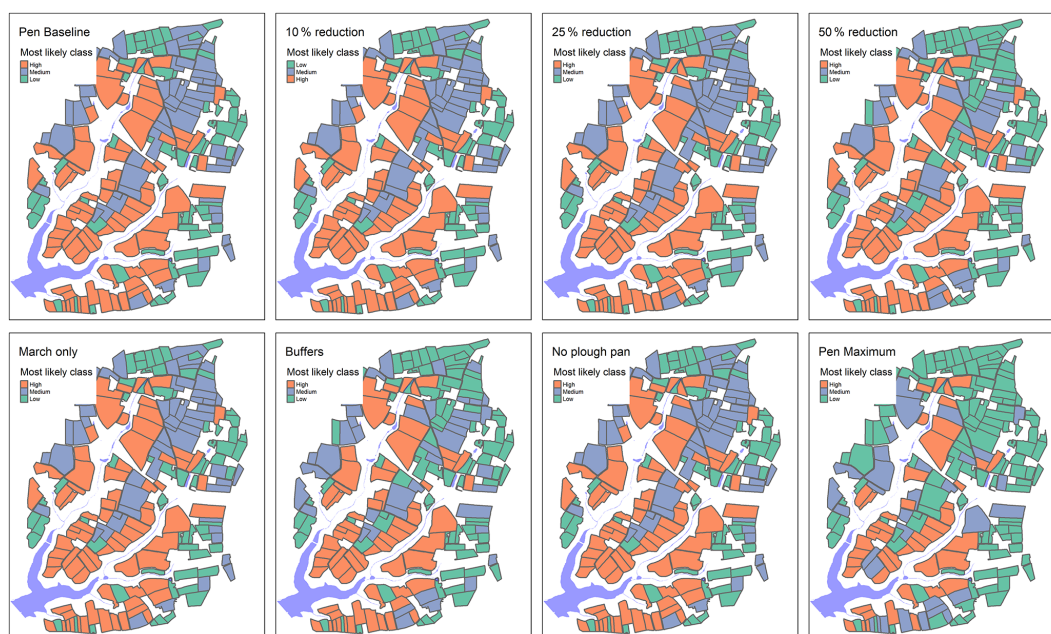 Pen Baseline
Most likely class
High
Medium
Low
10 % reduction
Most likely class
Low
Medium
High
25 % reduction
Most likely class
High
Medium
Low
50 % reduction
Most likely class
High
Medium
Low
March only
Most likely class
High
Medium
Low
Buffers
Most likely class
High
Medium
Low
No plough pan
Most likely class
High
Medium
Low
Pen Maximum
Most likely class
High
Medium
Low